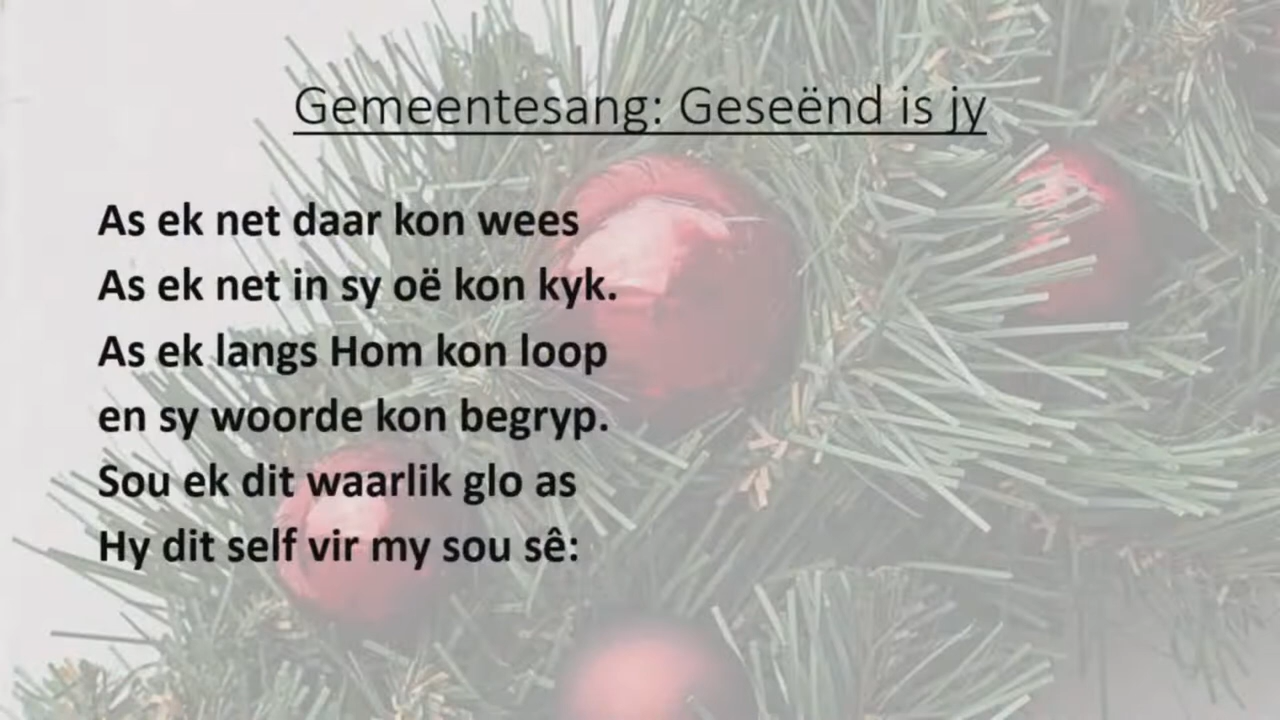 Gemeentesang: Geseënd is jy
As ek net daar kon wees
As ek net in sy oë kon kyk.
As ek langs Hom kon loop
en sy woorde kon begryp.
Sou ek dit waarlik glo as
Hy dit self vir my sou sê: